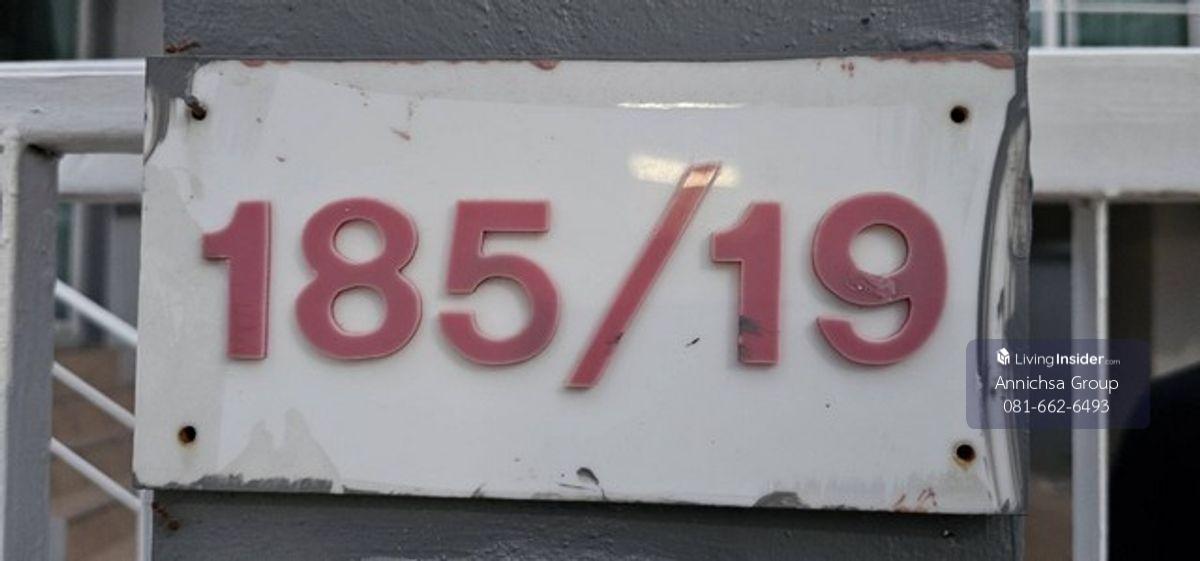 185/19
LivingInsider.com
Annichsa Group
081-662-6493